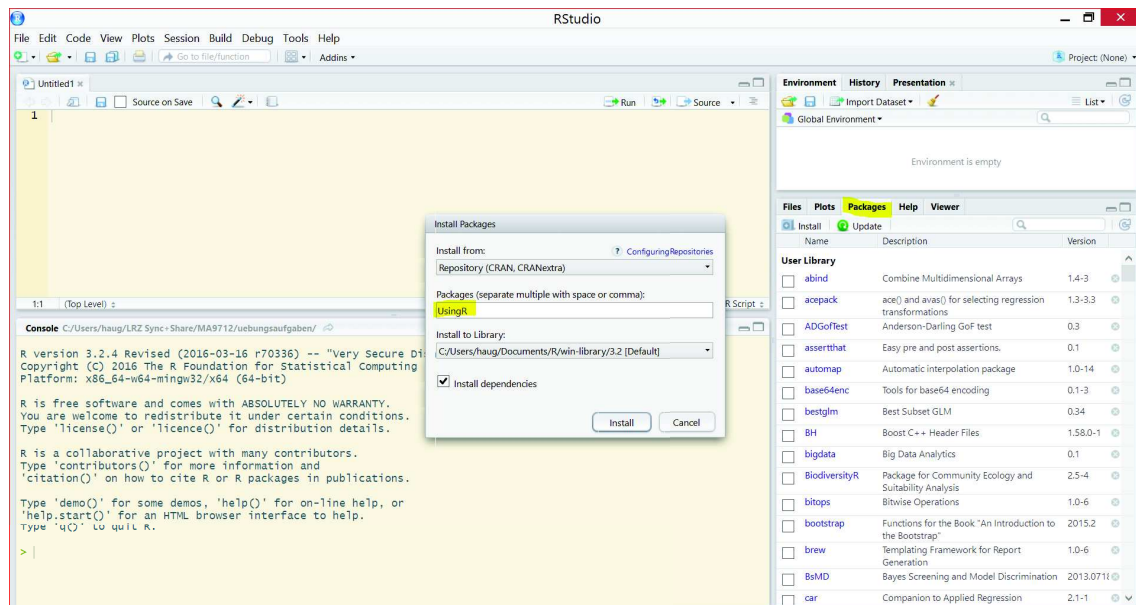 RStudio
File Edit Code View Plots Session Build Debug Tools Help
Go to file/function
Addins
Project: (None)
Untitled1
Source on Save
Run
Source
1
1:1 (Top Level)
R Script
Console C:/Users/haug/LRZ Sync+Share/MA9712/uebungsaufgaben/
R version 3.2.4 Revised (2016-03-16 r70336) -- "Very Secure Di
Copyright (C) 2016 The R Foundation for Statistical Computing
Platform: x86_64-w64-mingw32/x64 (64-bit)
R is free software and comes with ABSOLUTELY NO WARRANTY.
You are welcome to redistribute it under certain conditions.
Type 'license()' or 'licence()' for distribution details.
R is a collaborative project with many contributors.
Type 'contributors()' for more information and
'citation()' on how to cite R or R packages in publications.
Type 'demo()' for some demos, 'help()' for on-line help, or
'help.start()' for an HTML browser interface to help.
Type 'q()' to quit R.
>
Install Packages
Install from:
? ConfiguringRepositories
Repository (CRAN, CRANextra)
Packages (separate multiple with space or comma):
UsingR
Install to Library:
C:/Users/haug/Documents/R/win-library/3.2 [Default]
Install dependencies
Install Cancel
Environment History Presentation
Import Dataset
List
Global Environment
Environment is empty
Files Plots Packages Help Viewer
Install Update
Name Description Version
User Library
abind Combine Multidimensional Arrays 1.4-3
acepack ace() and avas() for selecting regression transformations 1.3-3.3
ADGofTest Anderson-Darling GoF test 0.3
assertthat Easy pre and post assertions. 0.1
automap Automatic interpolation package 1.0-14
base64enc Tools for base64 encoding 0.1-3
bestglm Best Subset GLM 0.34
BH Boost C++ Header Files 1.58.0-1
bigdata Big Data Analytics 0.1
BiodiversityR Package for Community Ecology and Suitability Analysis 2.5-4
bitops Bitwise Operations 1.0-6
bootstrap Functions for the Book "An Introduction to the Bootstrap" 2015.2
brew Templating Framework for Report Generation 1.0-6
BsMD Bayes Screening and Model Discrimination 2013.0718
car Companion to Applied Regression 2.1-1